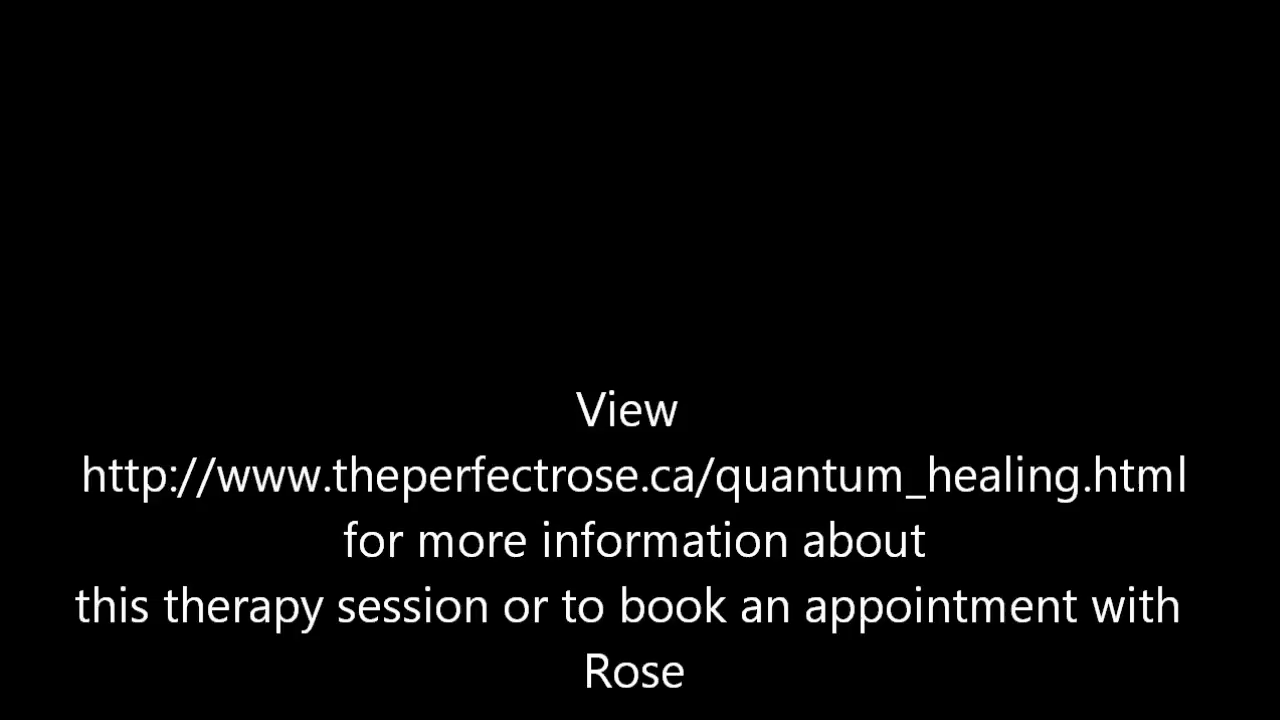 View
http://www.theperfectrose.ca/quantum_healing.html
for more information about
this therapy session or to book an appointment with
Rose